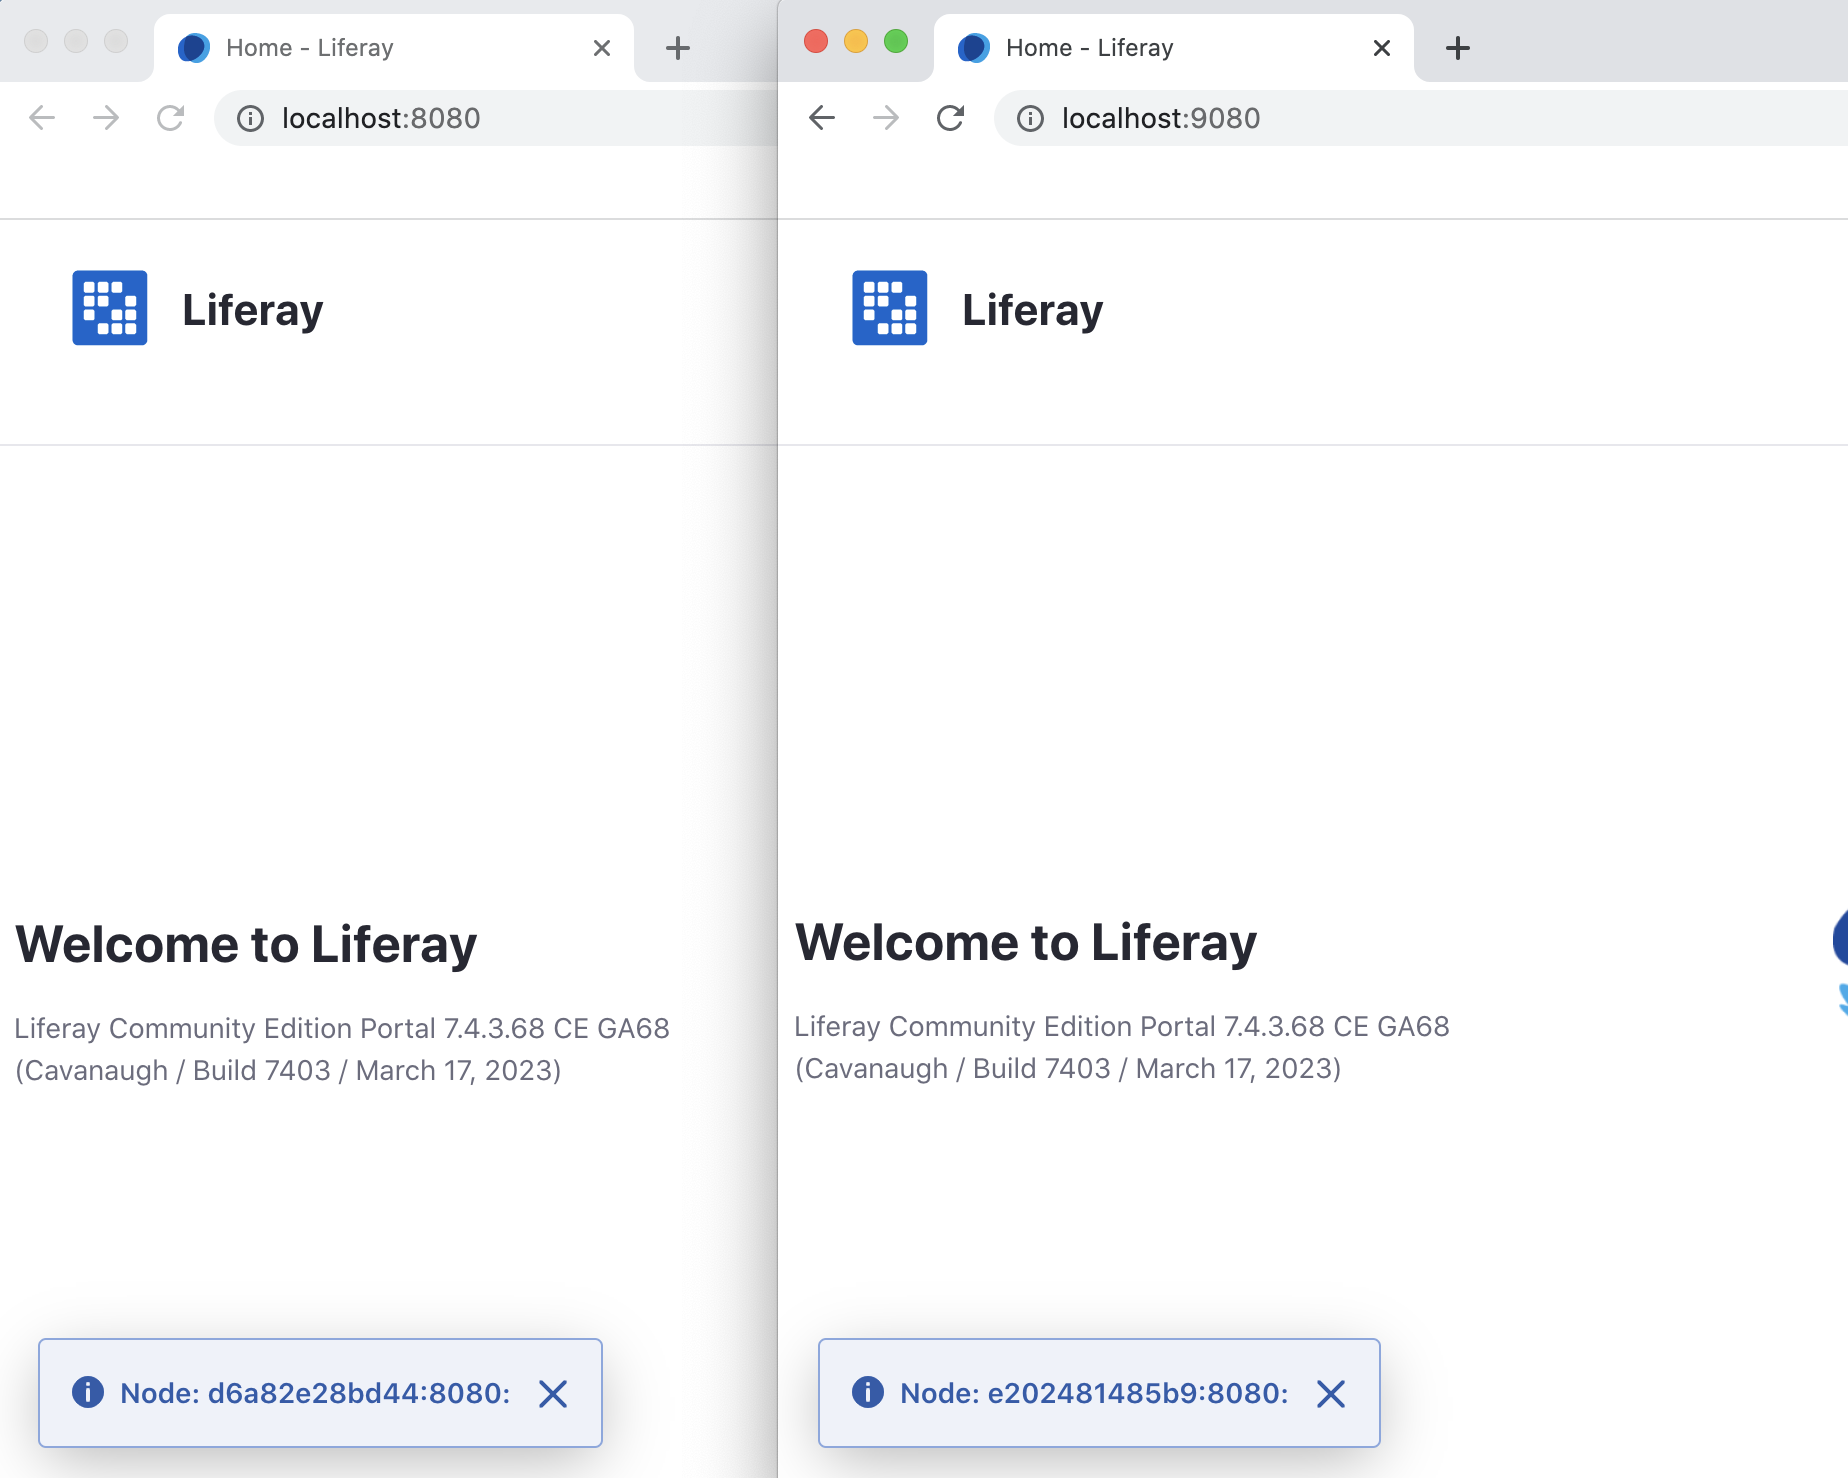 Home - Liferay
localhost:8080
Liferay
Welcome to Liferay
Liferay Community Edition Portal 7.4.3.68 CE GA68
(Cavanaugh / Build 7403 / March 17, 2023)
Node: d6a82e28bd44:8080:
Home - Liferay
localhost:9080
Liferay
Welcome to Liferay
Liferay Community Edition Portal 7.4.3.68 CE GA68
(Cavanaugh / Build 7403 / March 17, 2023)
Node: e202481485b9:8080: